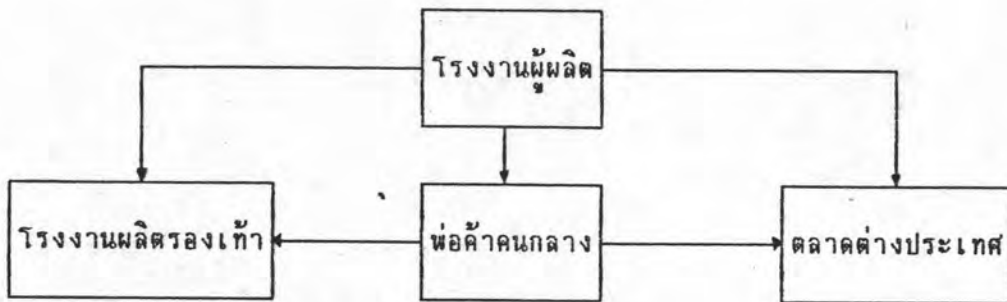 โรงงานผู้ผลิต
โรงงานผลิตรองเท้า
พ่อค้าคนกลาง
ตลาดต่างประเทศ